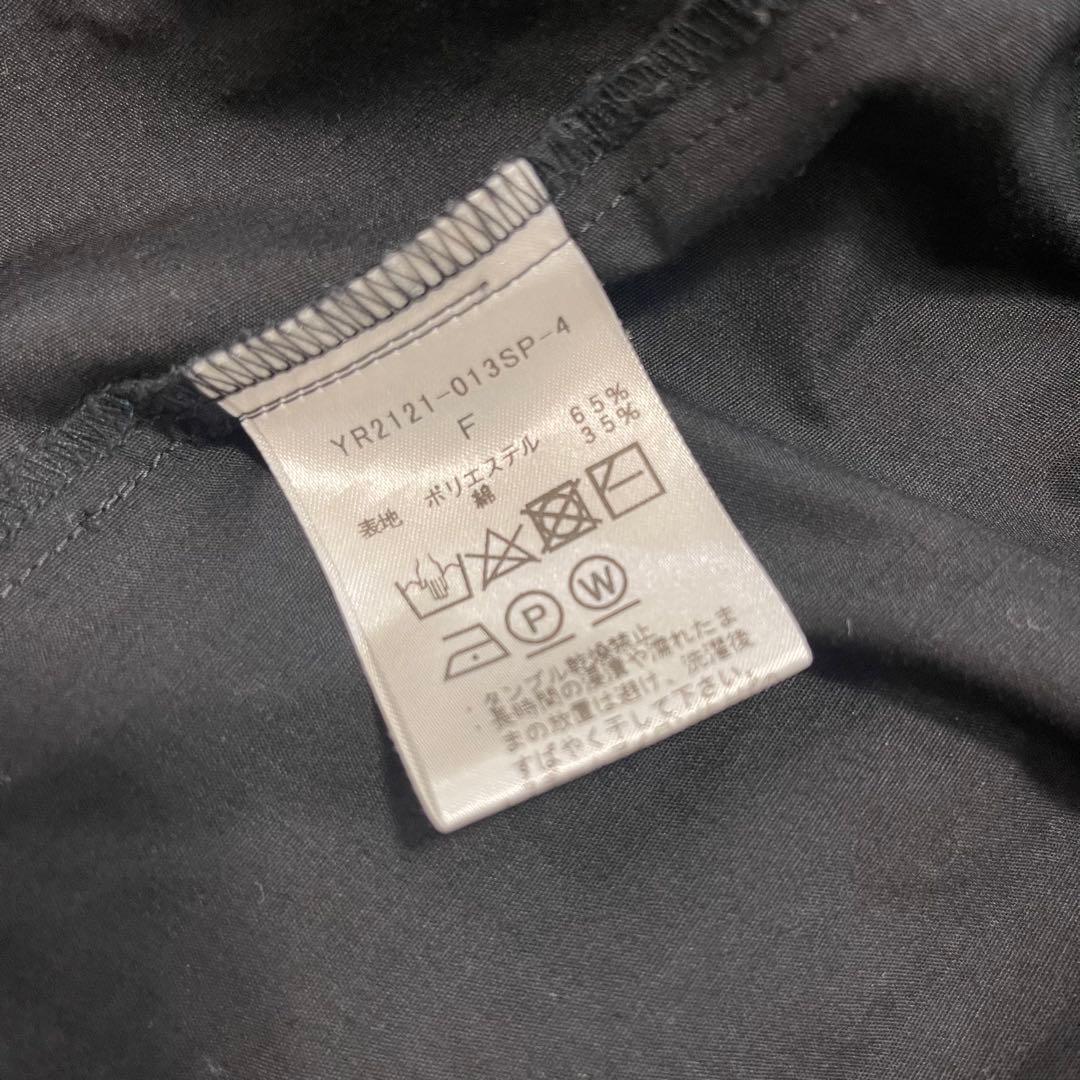 YR2121-013SP-4
F
表地 ポリエステル 65%
綿 35%
P W
タンブル乾燥禁止
長時間の浸漬や濡れたま
まの放置は避け、洗濯後
すばやく干して下さい。